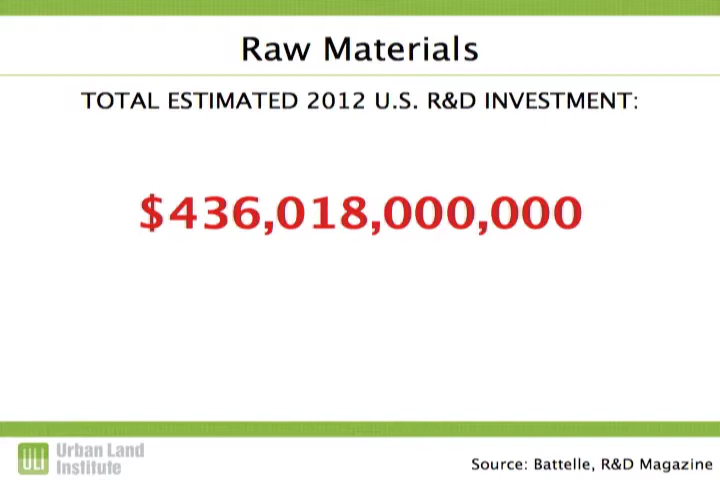 Raw Materials
TOTAL ESTIMATED 2012 U.S. R&D INVESTMENT:
$436,018,000,000
ULI
Urban Land
Institute
Source: Battelle, R&D Magazine